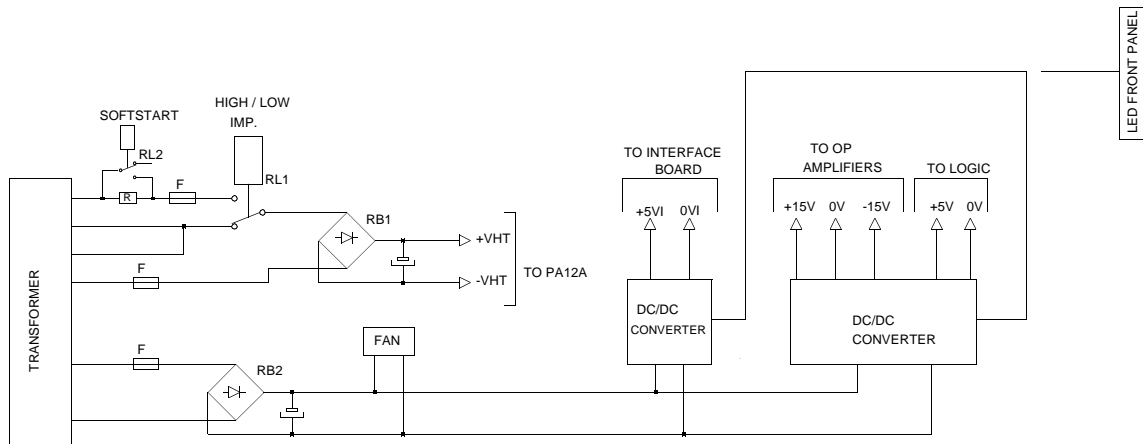 LED FRONT PANEL
HIGH / LOW
IMP.
SOFTSTART
RL2
RL1
TO INTERFACE
BOARD
TO OP
AMPLIFIERS
TO LOGIC
F
R
+5VI 0VI
+15V 0V -15V
+5V 0V
RB1
+VHT
-VHT
TO PA12A
F
TRANSFORMER
DC/DC
CONVERTER
DC/DC
CONVERTER
FAN
F
RB2